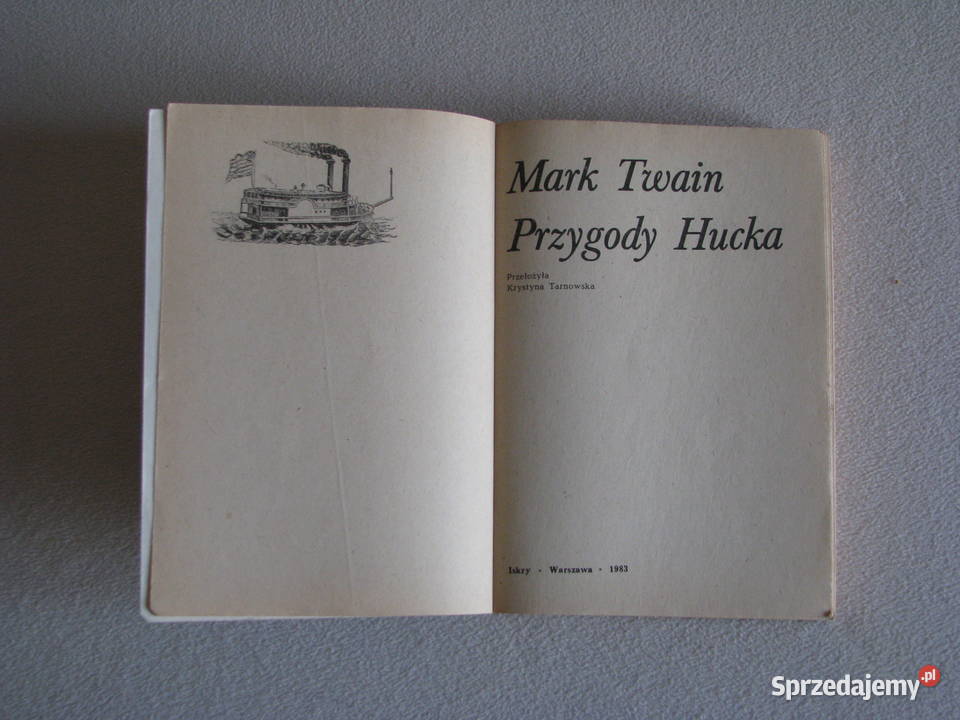 Mark Twain
Przygody Hucka
Przełożyła
Krystyna Tarnowska
Iskry • Warszawa • 1983
Sprzedajemy.pl